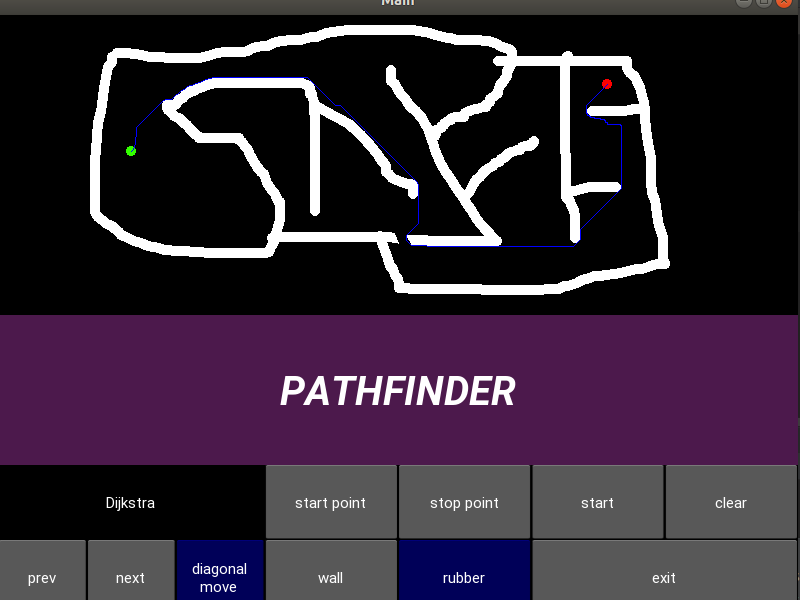 Main
PATHFINDER
Dijkstra
start point
stop point
start
clear
prev
next
diagonal
move
wall
rubber
exit